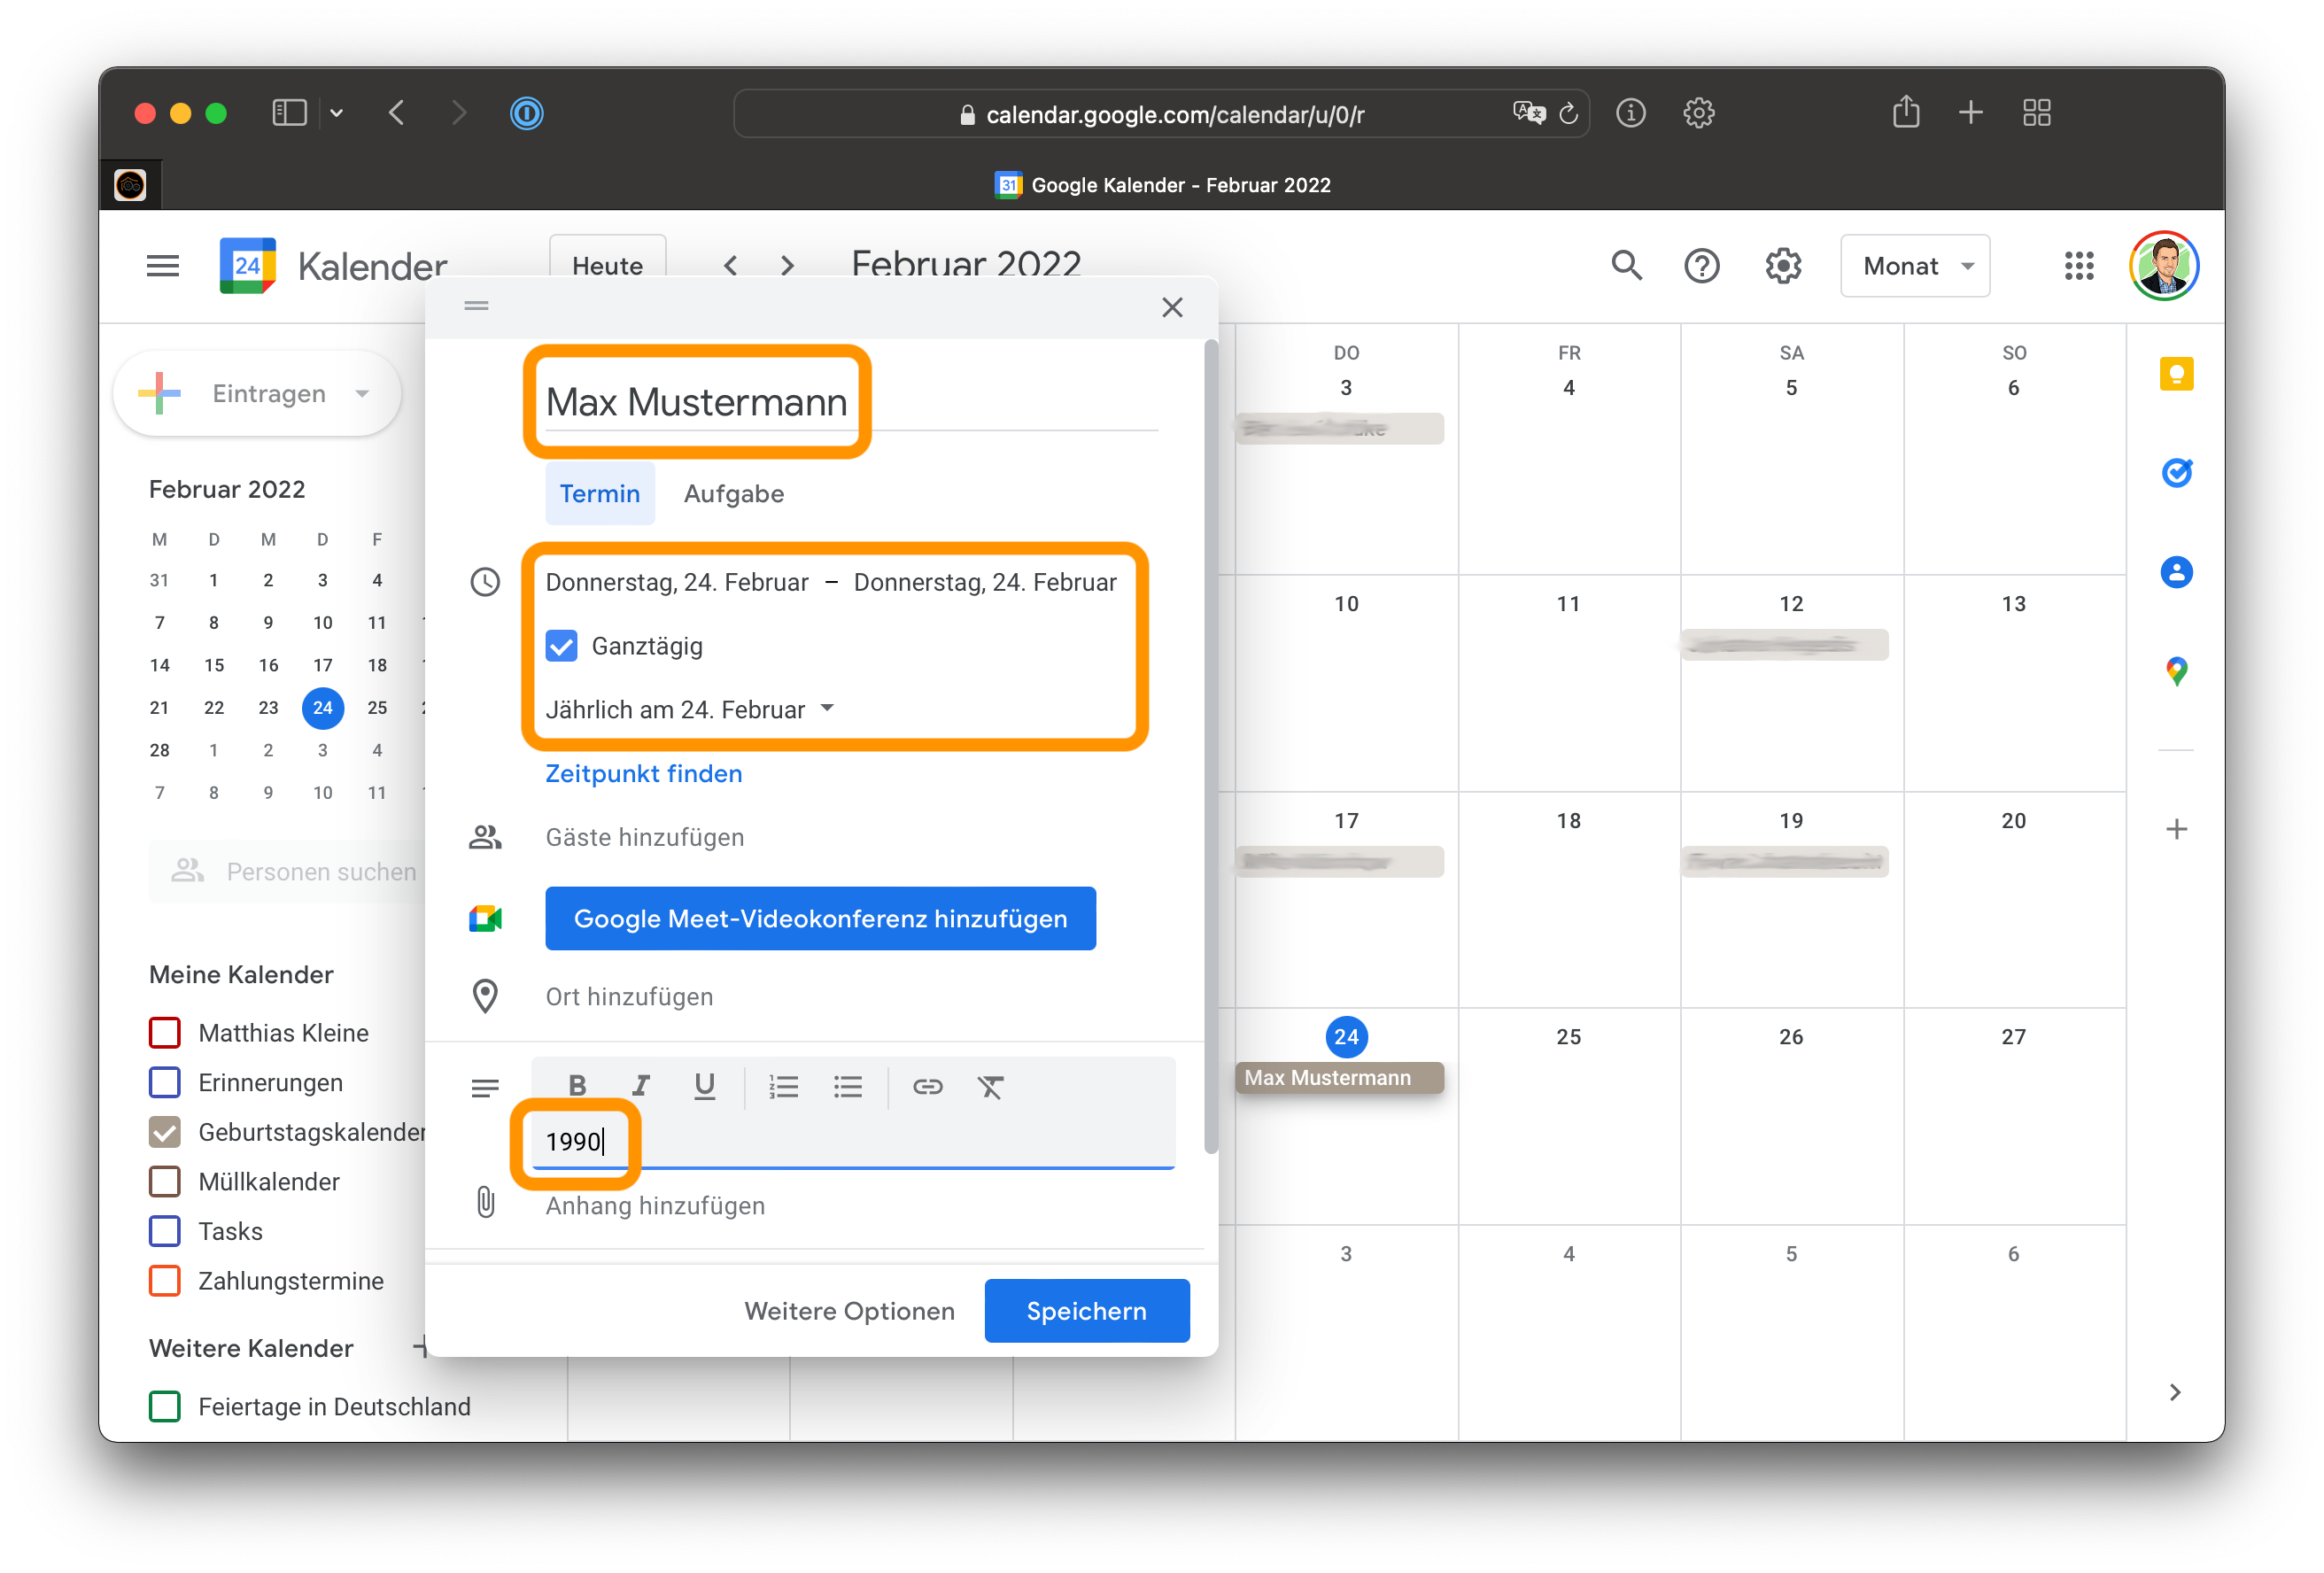 calendar.google.com/calendar/u/0/r
Google Kalender - Februar 2022
24 Kalender
Heute
Februar 2022
Monat
Eintragen
Februar 2022
M D M D F
31 1 2 3 4
7 8 9 10 11
14 15 16 17 18
21 22 23 24 25
28 1 2 3 4
7 8 9 10 11
Personen suchen
Meine Kalender
Matthias Kleine
Erinnerungen
Geburtstagskalender
Müllkalender
Tasks
Zahlungstermine
Weitere Kalender
Feiertage in Deutschland
Max Mustermann
Termin Aufgabe
Donnerstag, 24. Februar – Donnerstag, 24. Februar
Ganztägig
Jährlich am 24. Februar
Zeitpunkt finden
Gäste hinzufügen
Google Meet-Videokonferenz hinzufügen
Ort hinzufügen
B I U
1990
Anhang hinzufügen
Weitere Optionen Speichern
DO FR SA SO
3 4 5 6
10 11 12 13
17 18 19 20
24 25 26 27
Max Mustermann
3 4 5 6